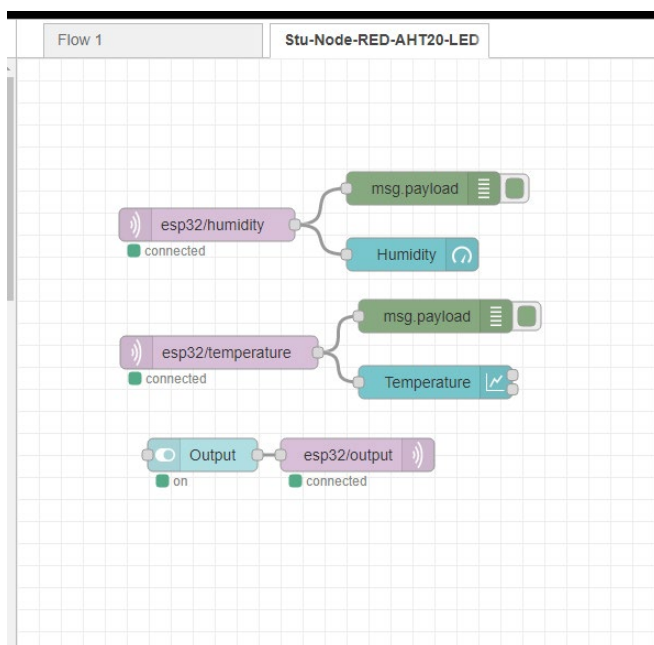 Flow 1
Stu-Node-RED-AHT20-LED
msg.payload
esp32/humidity
connected
Humidity
msg.payload
esp32/temperature
connected
Temperature
Output
esp32/output
on
connected